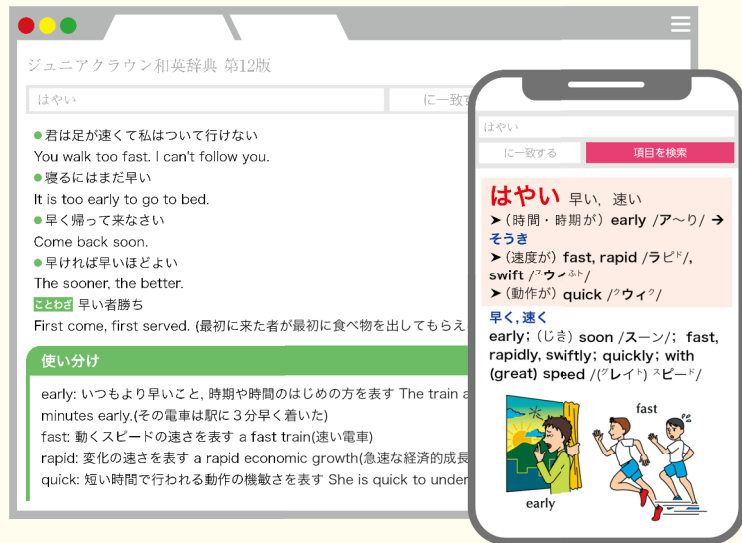 ジュニアクラウン和英辞典 第12版
はやい
に一致す
●君は足が速くて私はついて行けない
You walk too fast. I can't follow you.
●寝るにはまだ早い
It is too early to go to bed.
●早く帰って来なさい
Come back soon.
●早ければ早いほどよい
The sooner, the better.
ことわざ 早い者勝ち
First come, first served. (最初に来た者が最初に食べ物を出してもらえ
使い分け
early: いつもより早いこと, 時期や時間のはじめの方を表す The train a
minutes early.(その電車は駅に３分早く着いた)
fast: 動くスピードの速さを表す a fast train(速い電車)
rapid: 変化の速さを表す a rapid economic growth(急速な経済的成長
quick: 短い時間で行われる動作の機敏さを表す She is quick to under
はやい
に一致する
項目を検索
はやい 早い, 速い
➤(時間・時期が) early /ア〜り/ →
そうき
➤(速度が) fast, rapid /ラピド/,
swift /スウィふト/
➤(動作が) quick /クウィク/
早く, 速く
early; (じき) soon /スーン/; fast,
rapidly, swiftly; quickly; with
(great) speed /(グレイト) スピード/
early
fast